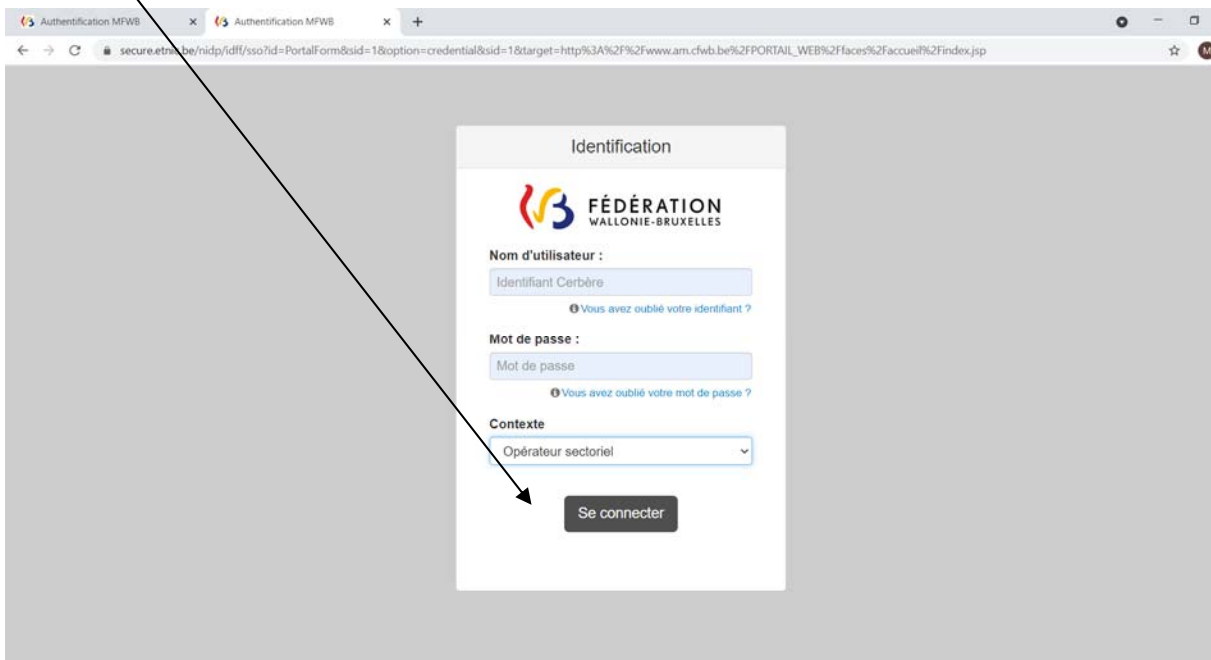 Authentification MFWB
Authentification MFWB
secure.etnic.be/nidp/idff/sso?id=PortalForm&sid=1&option=credential&sid=1&target=http%3A%2F%2Fwww.am.cfwb.be%2FPORTAIL_WEB%2Ffaces%2Faccueil%2Findex.jsp
Identification
FÉDÉRATION
WALLONIE-BRUXELLES
Nom d'utilisateur :
Identifiant Cerbère
Vous avez oublié votre identifiant ?
Mot de passe :
Mot de passe
Vous avez oublié votre mot de passe ?
Contexte
Opérateur sectoriel
Se connecter